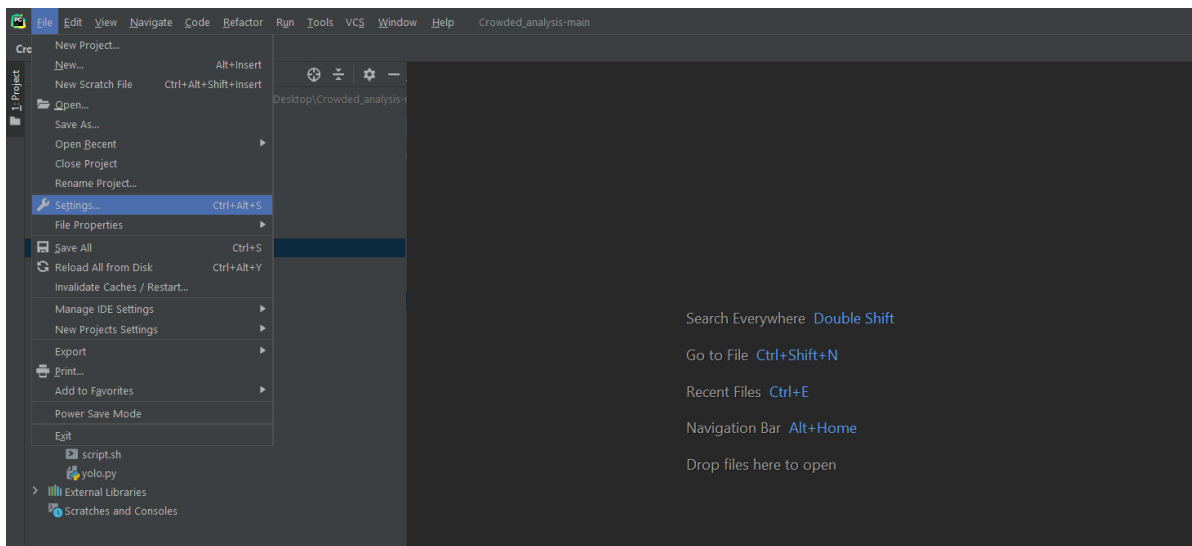 File Edit View Navigate Code Refactor Run Tools VCS Window Help Crowded_analysis-main
Cro
1: Project
New Project...
New... Alt+Insert
New Scratch File Ctrl+Alt+Shift+Insert
Open...
Desktop\Crowded_analysis-
Save As...
Open Recent
Close Project
Rename Project...
Settings... Ctrl+Alt+S
File Properties
Save All Ctrl+S
Reload All from Disk Ctrl+Alt+Y
Invalidate Caches / Restart...
Manage IDE Settings
New Projects Settings
Export
Print...
Add to Favorites
Power Save Mode
Exit
script.sh
yolo.py
External Libraries
Scratches and Consoles
Search Everywhere Double Shift
Go to File Ctrl+Shift+N
Recent Files Ctrl+E
Navigation Bar Alt+Home
Drop files here to open